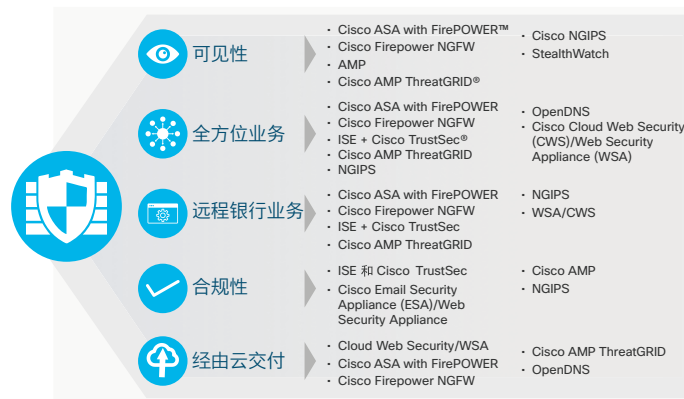 可见性
· Cisco ASA with FirePOWER™
· Cisco Firepower NGFW
· AMP
· Cisco AMP ThreatGRID®
· Cisco NGIPS
· StealthWatch
全方位业务
· Cisco ASA with FirePOWER
· Cisco Firepower NGFW
· ISE + Cisco TrustSec®
· Cisco AMP ThreatGRID
· NGIPS
· OpenDNS
· Cisco Cloud Web Security
(CWS)/Web Security
Appliance (WSA)
远程银行业务
· Cisco ASA with FirePOWER
· Cisco Firepower NGFW
· ISE + Cisco TrustSec
· Cisco AMP ThreatGRID
· NGIPS
· WSA/CWS
合规性
· ISE 和 Cisco TrustSec
· Cisco Email Security
Appliance (ESA)/Web
Security Appliance
· Cisco AMP
· NGIPS
经由云交付
· Cloud Web Security/WSA
· Cisco ASA with FirePOWER
· Cisco Firepower NGFW
· Cisco AMP ThreatGRID
· OpenDNS